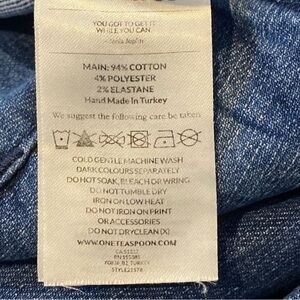 YOU GOT TO GET IT
WHILE YOU CAN.
- Janis Joplin
MAIN: 94% COTTON
4% POLYESTER
2% ELASTANE
Hand Made In Turkey
We suggest the following care be taken
COLD GENTLE MACHINE WASH
DARK COLOURS SEPARATELY
DO NOT SOAK, BLEACH OR WRING
DO NOT TUMBLE DRY
IRON ON LOW HEAT
DO NOT IRON ON PRINT
OR ACCESSORIES
DO NOT DRYCLEAN (X)
WWW.ONETEASPOON.COM
STYLE21578